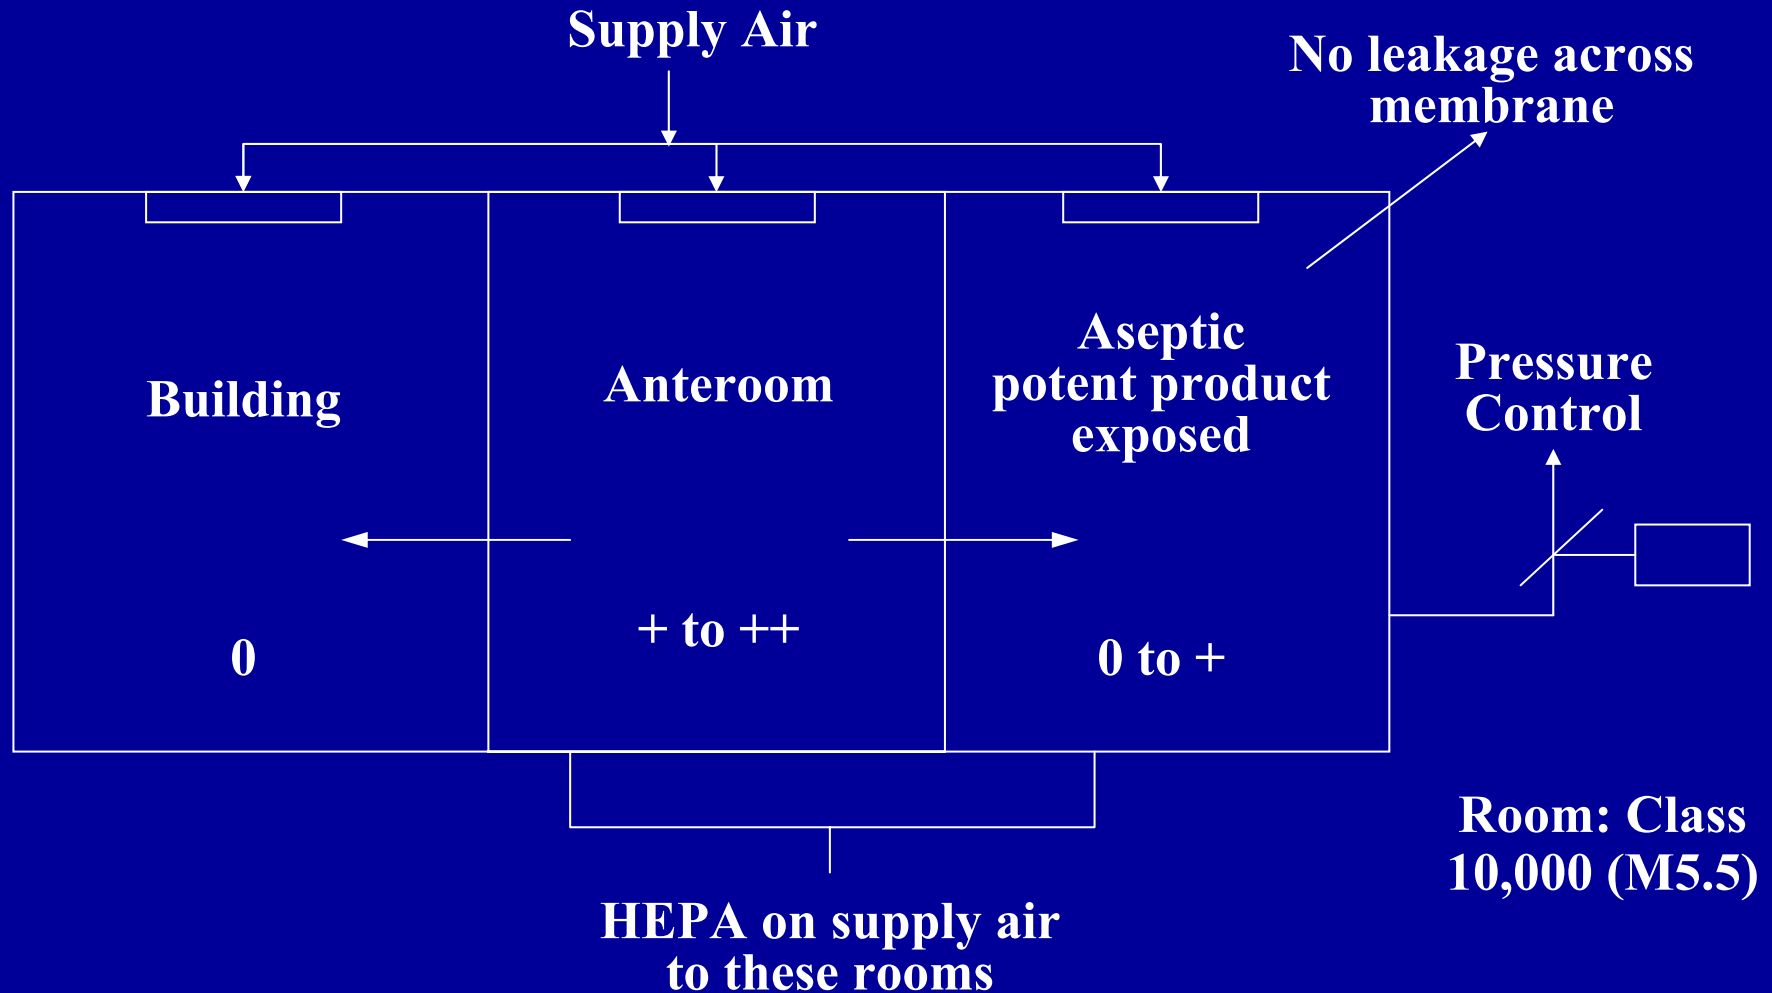 Supply Air
No leakage across
membrane
Building
Anteroom
Aseptic
potent product
exposed
Pressure
Control
0
+ to ++
0 to +
Room: Class
10,000 (M5.5)
HEPA on supply air
to these rooms